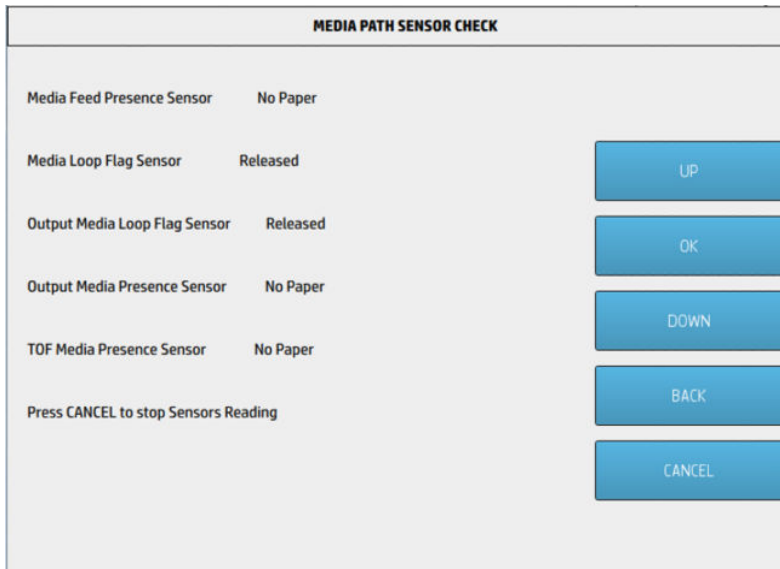 MEDIA PATH SENSOR CHECK
Media Feed Presence Sensor No Paper
Media Loop Flag Sensor Released
Output Media Loop Flag Sensor Released
Output Media Presence Sensor No Paper
TOF Media Presence Sensor No Paper
Press CANCEL to stop Sensors Reading
UP
OK
DOWN
BACK
CANCEL